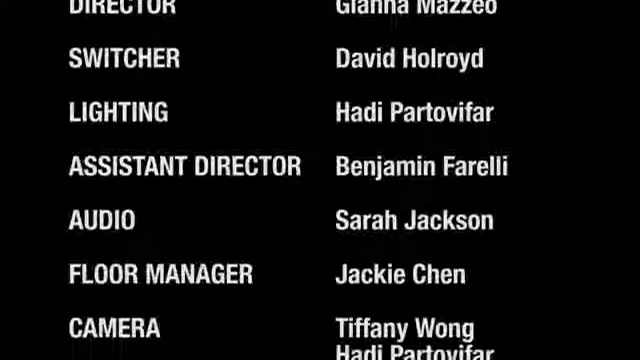 DIRECTOR Gianna Mazzeo
SWITCHER David Holroyd
LIGHTING Hadi Partovifar
ASSISTANT DIRECTOR Benjamin Farelli
AUDIO Sarah Jackson
FLOOR MANAGER Jackie Chen
CAMERA Tiffany Wong
Hadi Partovifar